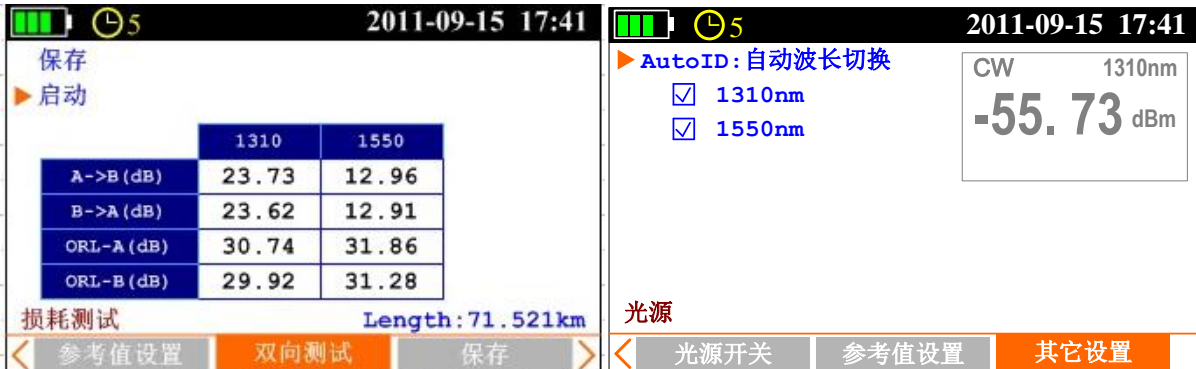 5 2011-09-15 17:41
保存
启动
1310 1550
A->B(dB) 23.73 12.96
B->A(dB) 23.62 12.91
ORL-A(dB) 30.74 31.86
ORL-B(dB) 29.92 31.28
损耗测试 Length:71.521km
参考值设置 双向测试 保存
5 2011-09-15 17:41
AutoID:自动波长切换
1310nm
1550nm
CW 1310nm
-55.73 dBm
光源
光源开关 参考值设置 其它设置